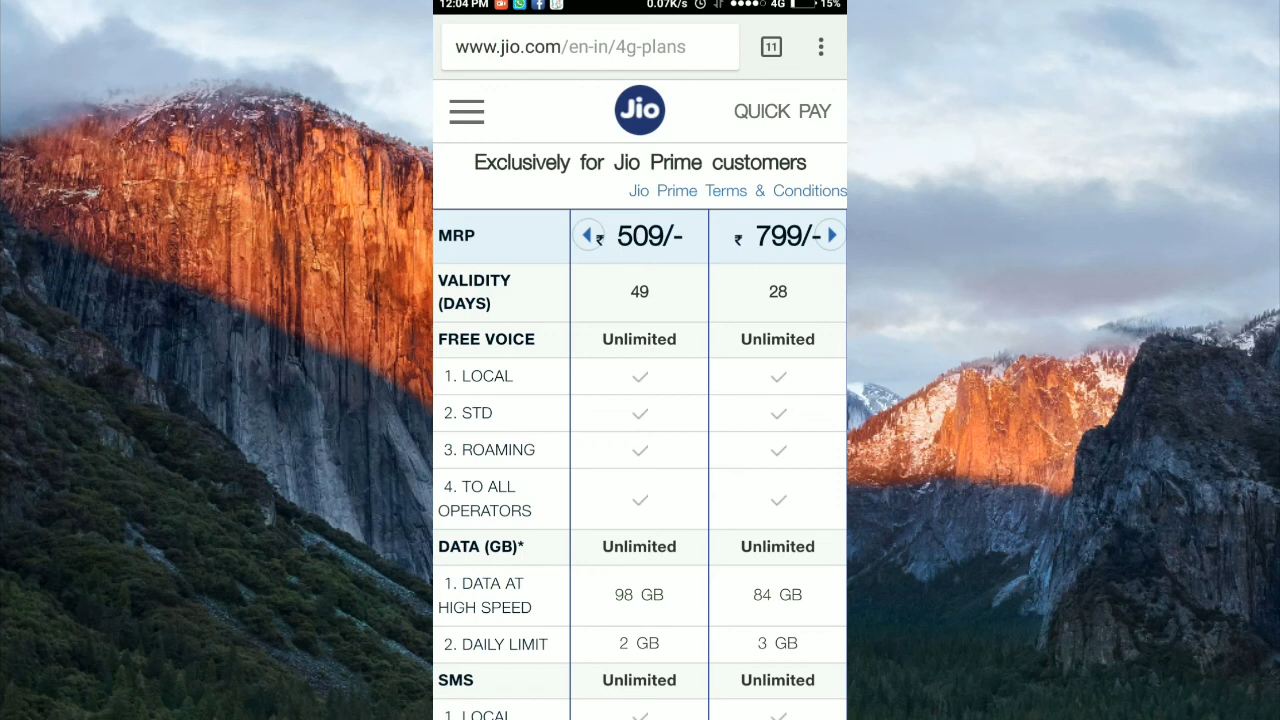 12:04 PM 0.07K/s 4G 15%
www.jio.com/en-in/4g-plans 11
Jio QUICK PAY
Exclusively for Jio Prime customers
Jio Prime Terms & Conditions
MRP ₹ 509/- ₹ 799/-
VALIDITY
(DAYS) 49 28
FREE VOICE Unlimited Unlimited
1. LOCAL
2. STD
3. ROAMING
4. TO ALL
OPERATORS
DATA (GB)* Unlimited Unlimited
1. DATA AT
HIGH SPEED 98 GB 84 GB
2. DAILY LIMIT 2 GB 3 GB
SMS Unlimited Unlimited
1. LOCAL